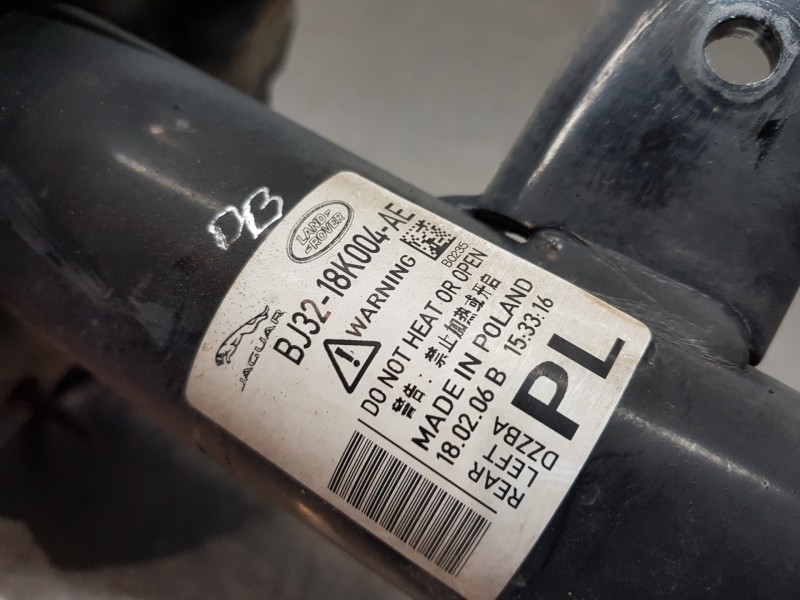 DB
LAND-
ROVER
JAGUAR
BJ32-18K004-AE
B0235
WARNING
DO NOT HEAT OR OPEN
警告：禁止加热或开启
MADE IN POLAND
18.02.06 B 15:33:16
REAR
LEFT
DZZBA
PL